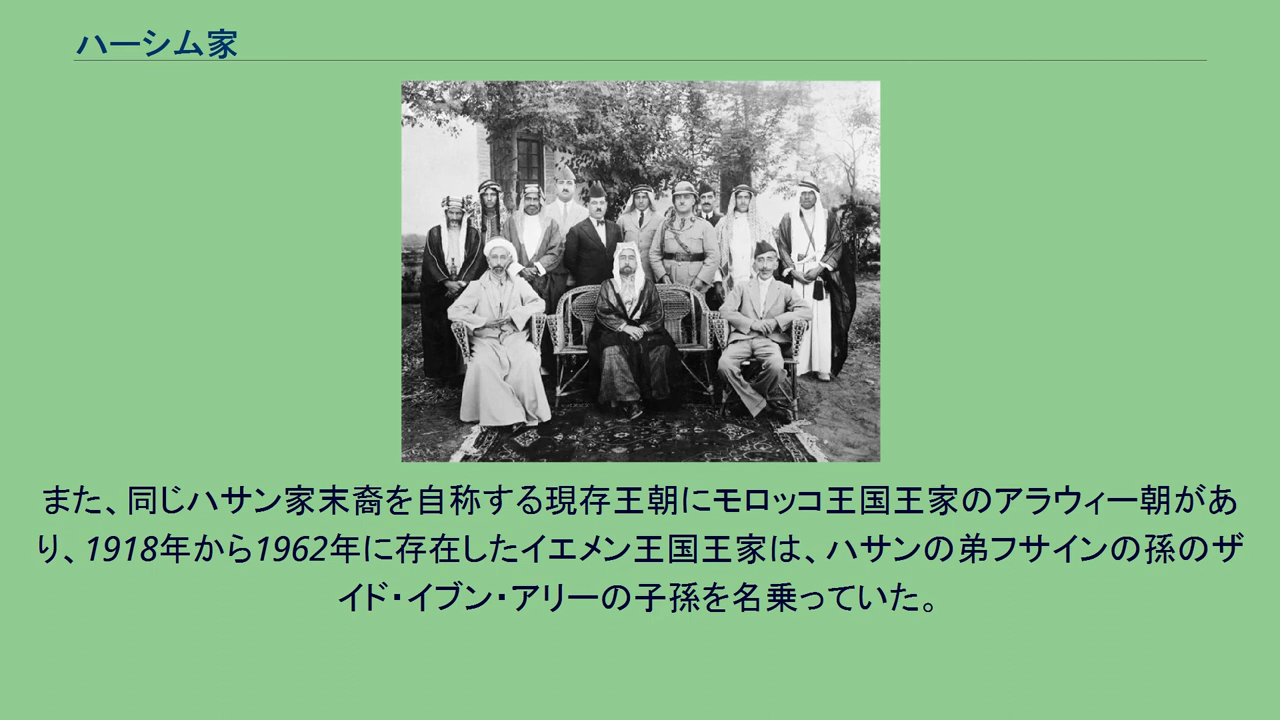 ハーシム家
また、同じハサン家末裔を自称する現存王朝にモロッコ王国王家のアラウィー朝があ
り、1918年から1962年に存在したイエメン王国王家は、ハサンの弟フサインの孫のザ
イド・イブン・アリーの子孫を名乗っていた。